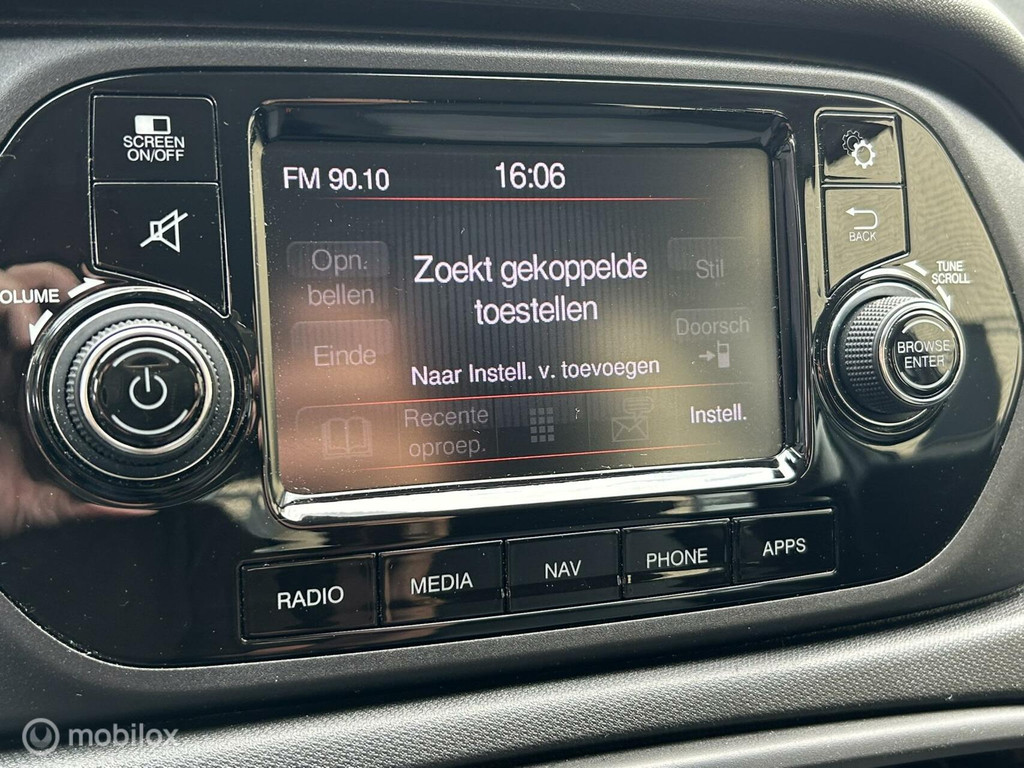 SCREEN
ON/OFF
VOLUME
FM 90.10
16:06
Opn.
bellen
Einde
Zoekt gekoppelde
toestellen
Naar Instell. v. toevoegen
Stil
Doorsch
Recente
oproep.
Instell.
BACK
TUNE
SCROLL
BROWSE
ENTER
RADIO
MEDIA
NAV
PHONE
APPS
mobilox